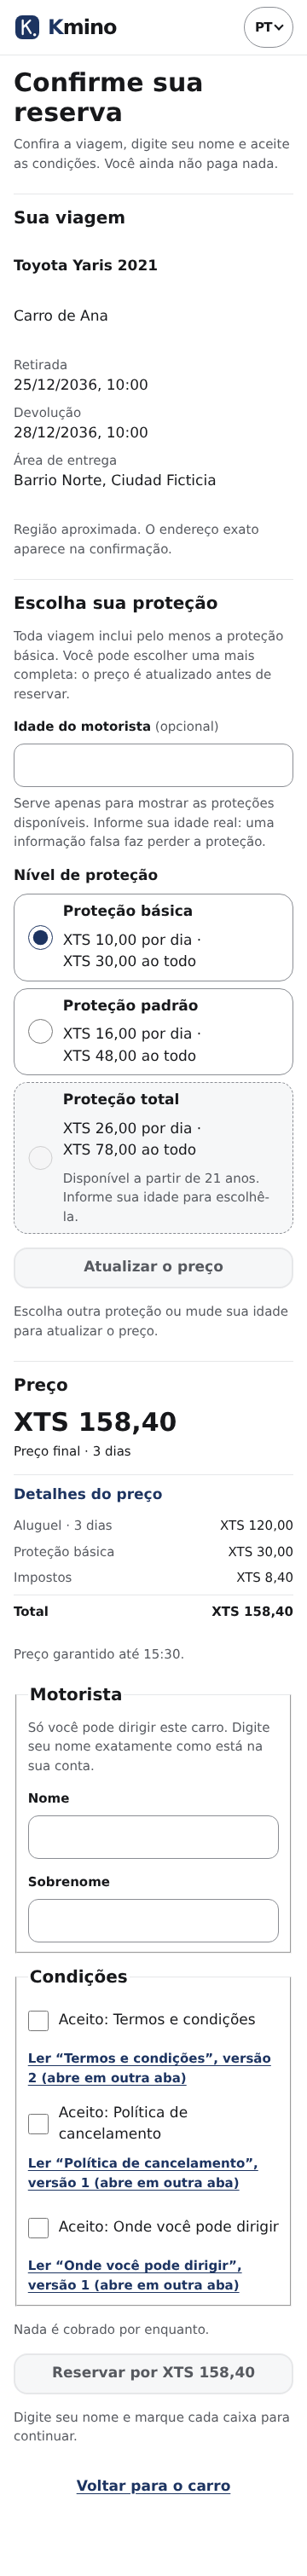 Kmino
PT
Confirme sua
reserva
Confira a viagem, digite seu nome e aceite
as condições. Você ainda não paga nada.
Sua viagem
Toyota Yaris 2021
Carro de Ana
Retirada
25/12/2036, 10:00
Devolução
28/12/2036, 10:00
Área de entrega
Barrio Norte, Ciudad Ficticia
Região aproximada. O endereço exato
aparece na confirmação.
Escolha sua proteção
Toda viagem inclui pelo menos a proteção
básica. Você pode escolher uma mais
completa: o preço é atualizado antes de
reservar.
Idade do motorista (opcional)
Serve apenas para mostrar as proteções
disponíveis. Informe sua idade real: uma
informação falsa faz perder a proteção.
Nível de proteção
Proteção básica
XTS 10,00 por dia ·
XTS 30,00 ao todo
Proteção padrão
XTS 16,00 por dia ·
XTS 48,00 ao todo
Proteção total
XTS 26,00 por dia ·
XTS 78,00 ao todo
Disponível a partir de 21 anos.
Informe sua idade para escolhê-
la.
Atualizar o preço
Escolha outra proteção ou mude sua idade
para atualizar o preço.
Preço
XTS 158,40
Preço final · 3 dias
Detalhes do preço
Aluguel · 3 dias XTS 120,00
Proteção básica XTS 30,00
Impostos XTS 8,40
Total XTS 158,40
Preço garantido até 15:30.
Motorista
Só você pode dirigir este carro. Digite
seu nome exatamente como está na
sua conta.
Nome
Sobrenome
Condições
Aceito: Termos e condições
Ler “Termos e condições”, versão
2 (abre em outra aba)
Aceito: Política de
cancelamento
Ler “Política de cancelamento”,
versão 1 (abre em outra aba)
Aceito: Onde você pode dirigir
Ler “Onde você pode dirigir”,
versão 1 (abre em outra aba)
Nada é cobrado por enquanto.
Reservar por XTS 158,40
Digite seu nome e marque cada caixa para
continuar.
Voltar para o carro